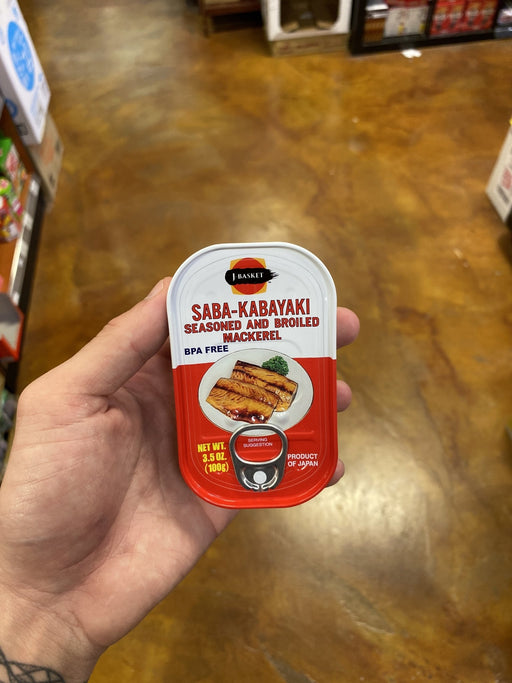 J-BASKET
SABA-KABAYAKI
SEASONED AND BROILED
MACKEREL
BPA FREE
SERVING
SUGGESTION
NET WT.
3.5 OZ.
(100g)
PRODUCT
OF JAPAN